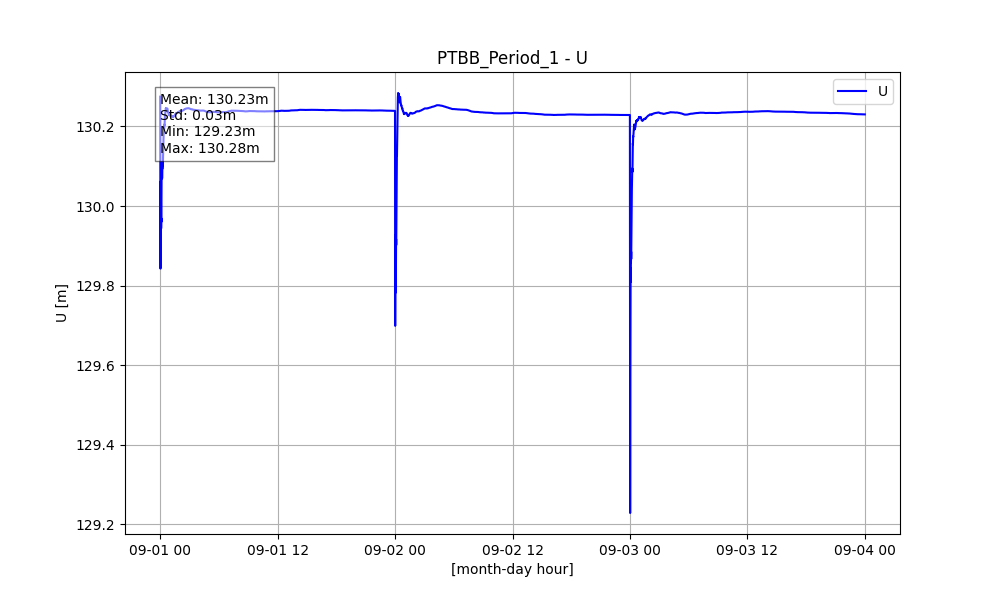 PTBB_Period_1 - U
Mean: 130.23m
Std: 0.03m
Min: 129.23m
Max: 130.28m
U
130.2
130.0
129.8
129.6
129.4
129.2
U [m]
09-01 00
09-01 12
09-02 00
09-02 12
09-03 00
09-03 12
09-04 00
[month-day hour]